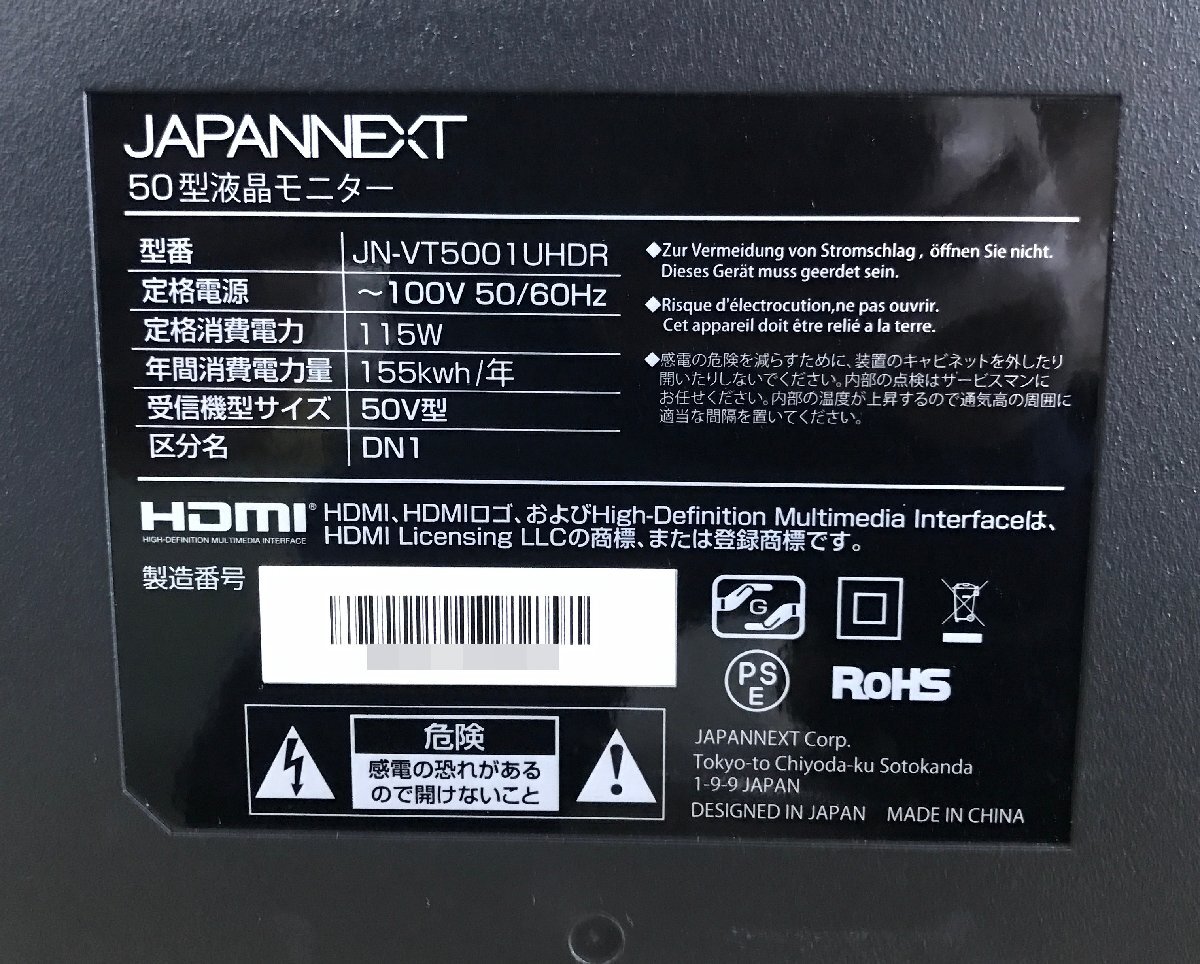 JAPANNEXT
50型液晶モニター
型番 JN-VT5001UHDR
定格電源 ～100V 50/60Hz
定格消費電力 115W
年間消費電力量 155kwh/年
受信機型サイズ 50V型
区分名 DN1
◆Zur Vermeidung von Stromschlag, öffnen Sie nicht.
Dieses Gerät muss geerdet sein.
◆Risque d'électrocution,ne pas ouvrir.
Cet appareil doit être relié a la terre.
◆感電の危険を減らすために、装置のキャビネットを外したり
開いたりしないでください。内部の点検はサービスマンに
お任せください。内部の温度が上昇するので通気高の周囲に
適当な間隔を置いてください。
HDMI®
HIGH-DEFINITION MULTIMEDIA INTERFACE
HDMI、HDMIロゴ、およびHigh-Definition Multimedia Interfaceは、
HDMI Licensing LLCの商標、または登録商標です。
製造番号
G
PS
E
RoHS
危険
感電の恐れがある
ので開けないこと
JAPANNEXT Corp.
Tokyo-to Chiyoda-ku Sotokanda
1-9-9 JAPAN
DESIGNED IN JAPAN MADE IN CHINA